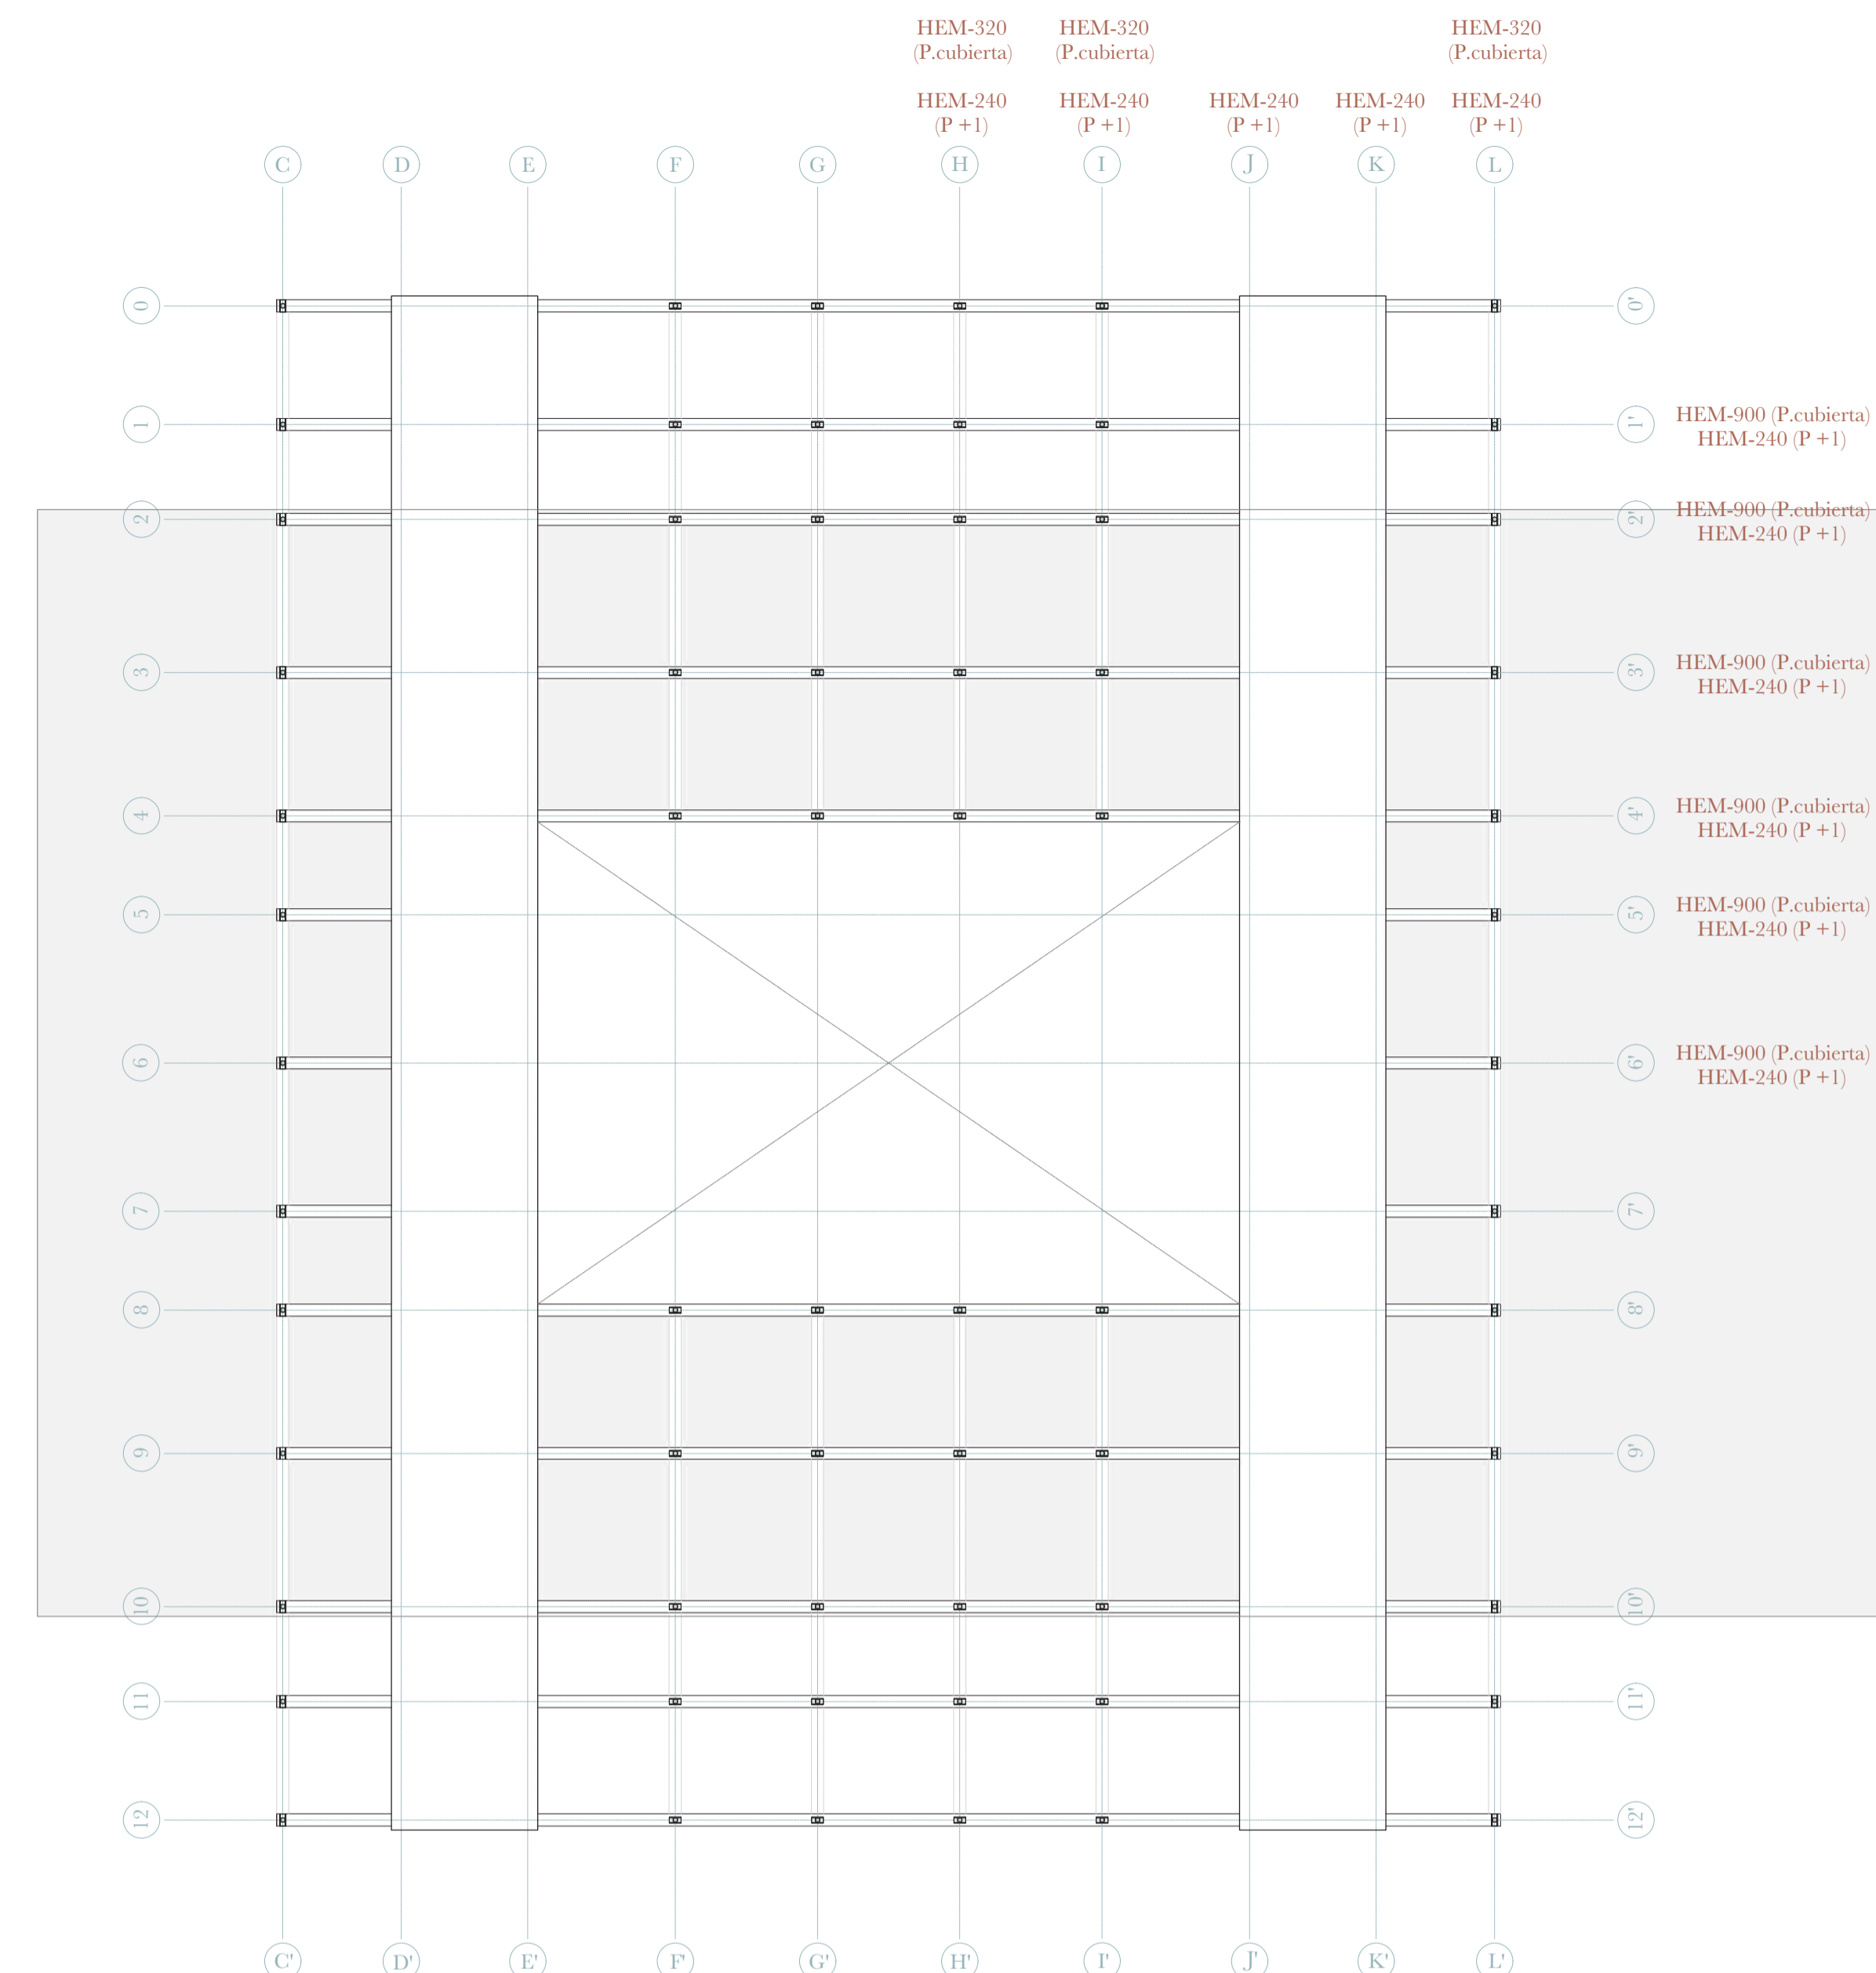 HEM-320 HEM-320 HEM-320
(P.cubierta) (P.cubierta) (P.cubierta)
HEM-240 HEM-240 HEM-240 HEM-240 HEM-240
(P +1) (P +1) (P +1) (P +1) (P +1)
C D E F G H I J K L
0 0'
1 1' HEM-900 (P.cubierta)
HEM-240 (P +1)
2 2' HEM-900 (P.cubierta)
HEM-240 (P +1)
3 3' HEM-900 (P.cubierta)
HEM-240 (P +1)
4 4' HEM-900 (P.cubierta)
HEM-240 (P +1)
5 5' HEM-900 (P.cubierta)
HEM-240 (P +1)
6 6' HEM-900 (P.cubierta)
HEM-240 (P +1)
7 7'
8 8'
9 9'
10 10'
11 11'
12 12'
C' D' E' F' G' H' I' J' K' L'